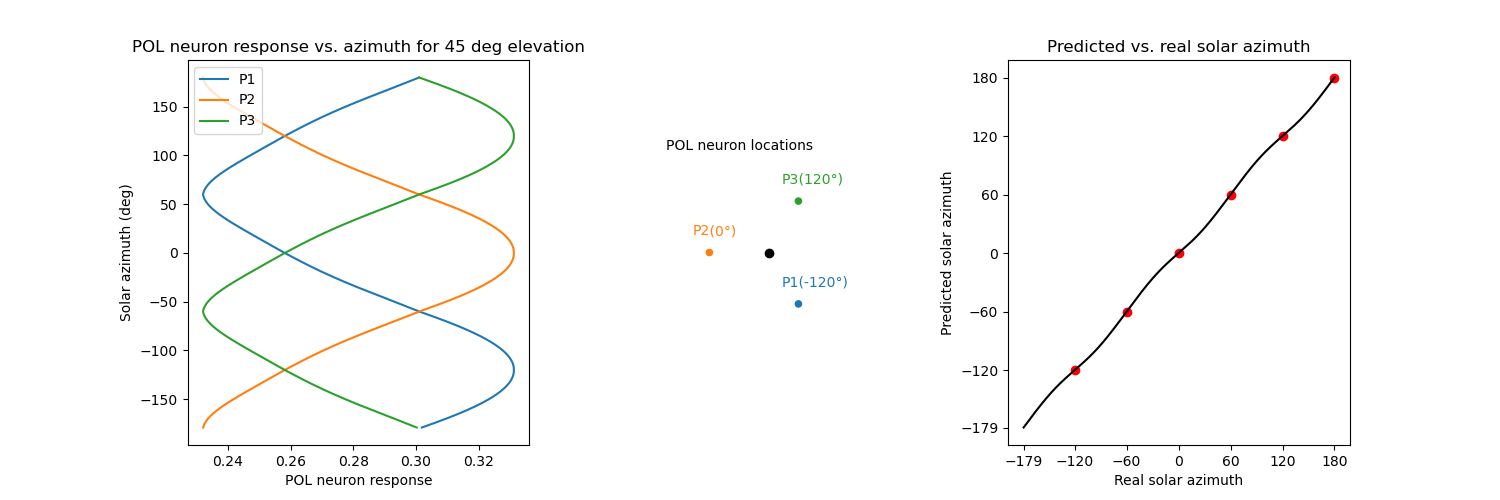 POL neuron response vs. azimuth for 45 deg elevation
P1
P2
P3
150
100
50
0
−50
−100
−150
Solar azimuth (deg)
0.24 0.26 0.28 0.30 0.32
POL neuron response
POL neuron locations
P3(120°)
P2(0°)
P1(-120°)
Predicted vs. real solar azimuth
180
120
60
0
−60
−120
−179
Predicted solar azimuth
−179 −120 −60 0 60 120 180
Real solar azimuth